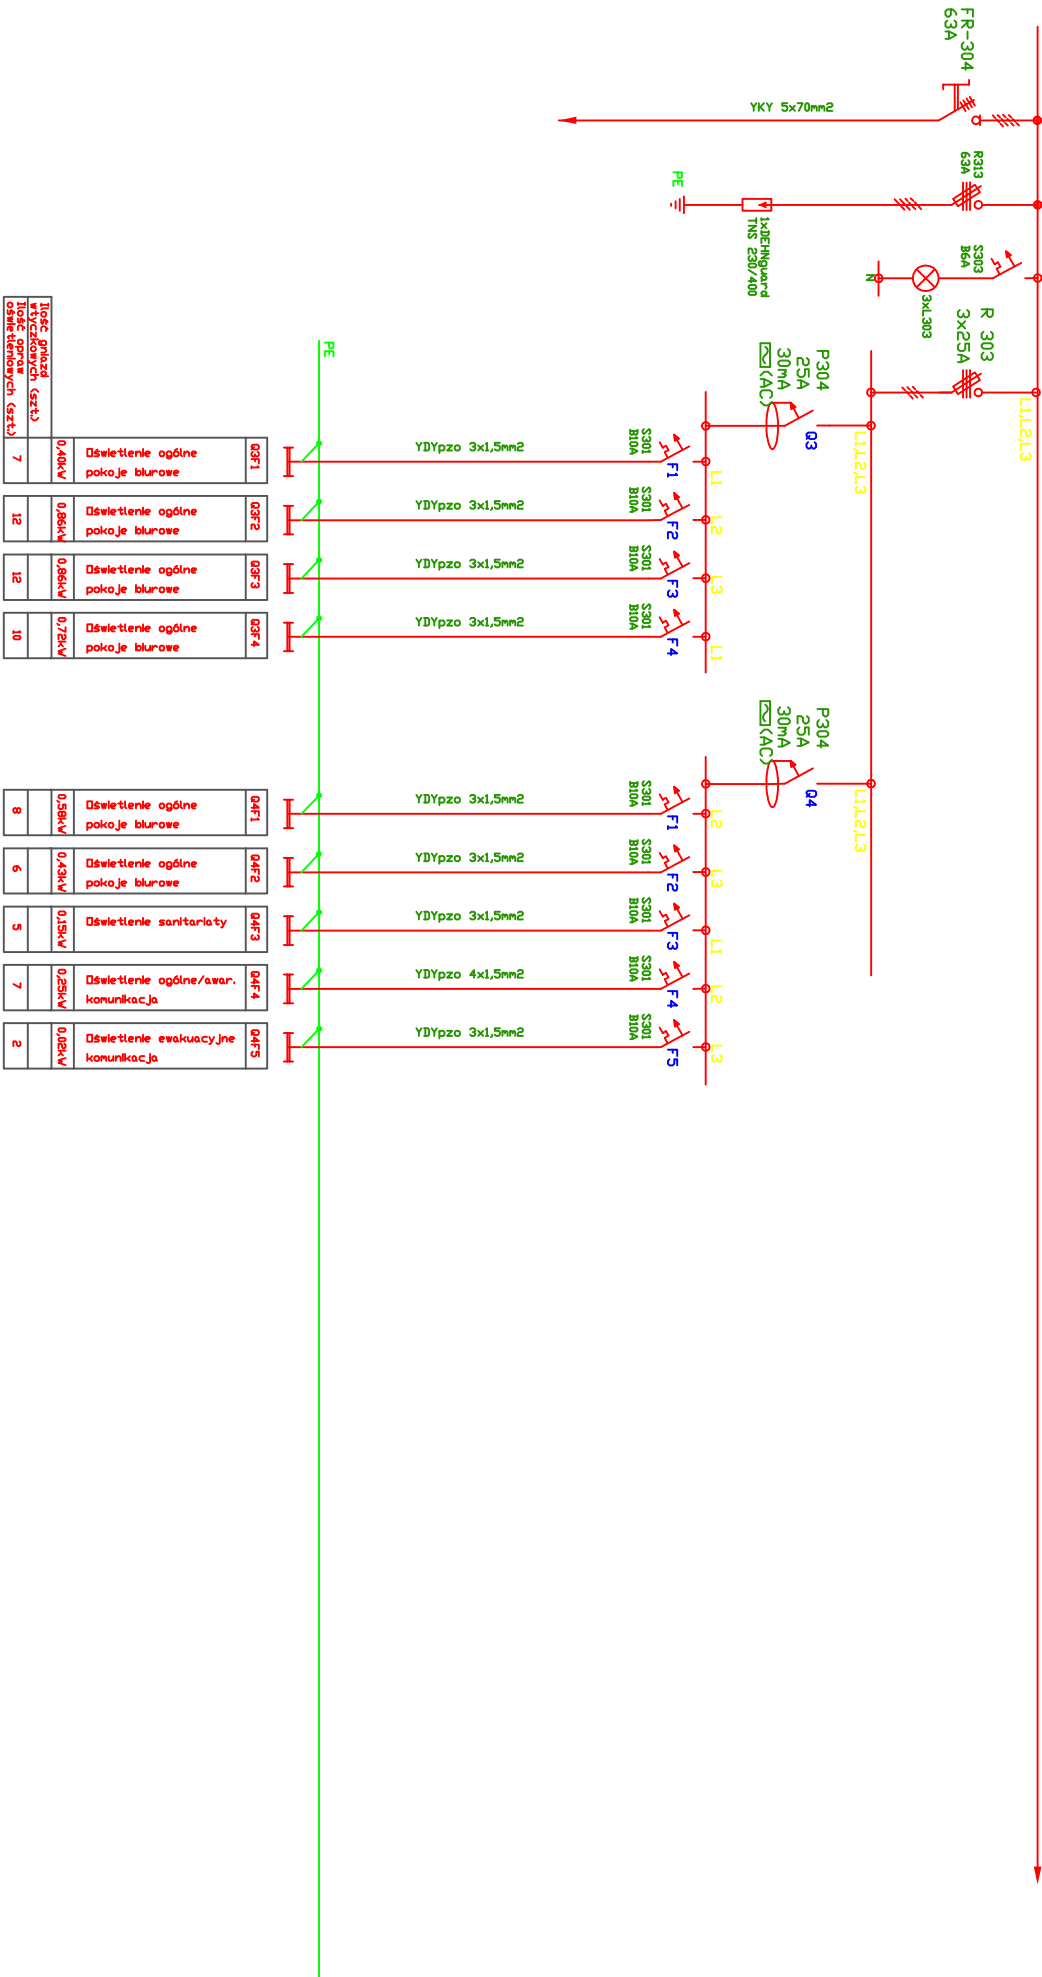 FR-304
63A
YKY 5x70mm2
R313
63A
1xDEHNguard
TNS 230/400
PE
S303
B6A
3xL303
N
R 303
3x25A
L1,L2,L3
P304
25A
30mA
(AC)
Q3
L1,L2,L3
P304
25A
30mA
(AC)
Q4
L1,L2,L3
PE
S301
B10A
F1
L1
YDYpzo 3x1,5mm2
S301
B10A
F2
L2
YDYpzo 3x1,5mm2
S301
B10A
F3
L3
YDYpzo 3x1,5mm2
S301
B10A
F4
L1
YDYpzo 3x1,5mm2
S301
B10A
F1
L2
YDYpzo 3x1,5mm2
S301
B10A
F2
L3
YDYpzo 3x1,5mm2
S301
B10A
F3
L1
YDYpzo 3x1,5mm2
S301
B10A
F4
L2
YDYpzo 4x1,5mm2
S301
B10A
F5
L3
YDYpzo 3x1,5mm2
Ilość gniazd
wtyczkowych (szt.)
Ilość opraw
oświetleniowych (szt.)
Q3F1
Oświetlenie ogólne
pokoje biurowe
0,40kW
7
Q3F2
Oświetlenie ogólne
pokoje biurowe
0,86kW
12
Q3F3
Oświetlenie ogólne
pokoje biurowe
0,86kW
12
Q3F4
Oświetlenie ogólne
pokoje biurowe
0,72kW
10
Q4F1
Oświetlenie ogólne
pokoje biurowe
0,58kW
8
Q4F2
Oświetlenie ogólne
pokoje biurowe
0,43kW
6
Q4F3
Oświetlenie sanitariaty
0,15kW
5
Q4F4
Oświetlenie ogólne/awar.
komunikacja
0,25kW
7
Q4F5
Oświetlenie ewakuacyjne
komunikacja
0,02kW
2